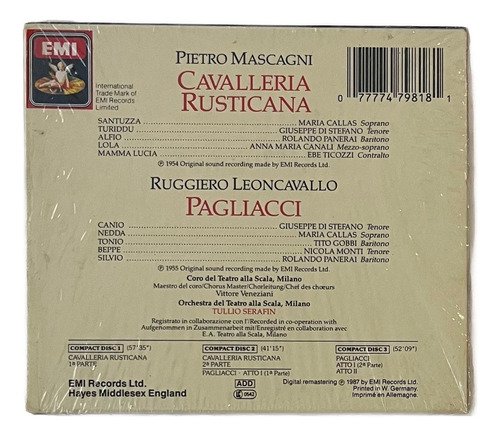 EMI
International
Trade Mark of
EMI Records
Limited
PIETRO MASCAGNI
CAVALLERIA
RUSTICANA
0 77774 79818 1
SANTUZZA MARIA CALLAS Soprano
TURIDDU GIUSEPPE DI STEFANO Tenore
ALFIO ROLANDO PANERAI Baritono
LOLA ANNA MARIA CANALI Mezzo-soprano
MAMMA LUCIA EBE TICOZZI Contralto
℗ 1954 Original sound recording made by EMI Records Ltd.
RUGGIERO LEONCAVALLO
PAGLIACCI
CANIO GIUSEPPE DI STEFANO Tenore
NEDDA MARIA CALLAS Soprano
TONIO TITO GOBBI Baritono
BEPPE NICOLA MONTI Tenore
SILVIO ROLANDO PANERAI Baritono
℗ 1955 Original sound recording made by EMI Records Ltd.
Coro del Teatro alla Scala, Milano
Maestro del coro/Chorus Master/Chorleitung/Chef des chœurs
Vittore Veneziani
Orchestra del Teatro alla Scala, Milano
TULLIO SERAFIN
Registrato in collaborazione con l'/Recorded in co-operation with
Aufgenommen in Zusammenarbeit mit/Enregistré en collaboration avec
E.A. Teatro alla Scala, Milano
COMPACT DISC 1 (57'35")
CAVALLERIA RUSTICANA
1ª PARTE
COMPACT DISC 2 (41'15")
CAVALLERIA RUSTICANA
2ª PARTE
PAGLIACCI · ATTO I (1ª Parte)
COMPACT DISC 3 (52'09")
PAGLIACCI
ATTO I (2ª Parte)
ATTO II
EMI Records Ltd.
Hayes Middlesex England
ADD
0542
Digital remastering ℗ 1987 by EMI Records Ltd.
Printed in W. Germany.
Imprimé en Allemagne.